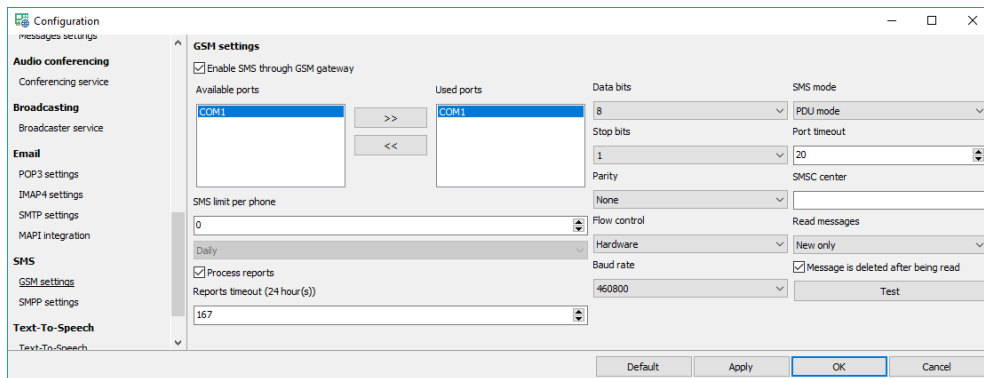 Configuration
Messages settings
Audio conferencing
Conferencing service
Broadcasting
Broadcaster service
Email
POP3 settings
IMAP4 settings
SMTP settings
MAPI integration
SMS
GSM settings
SMPP settings
Text-To-Speech
Text-To-Speech
GSM settings
Enable SMS through GSM gateway
Available ports
COM1
>>
<<
Used ports
COM1
SMS limit per phone
0
Daily
Process reports
Reports timeout (24 hour(s))
167
Data bits
8
Stop bits
1
Parity
None
Flow control
Hardware
Baud rate
460800
SMS mode
PDU mode
Port timeout
20
SMSC center
Read messages
New only
Message is deleted after being read
Test
Default
Apply
OK
Cancel